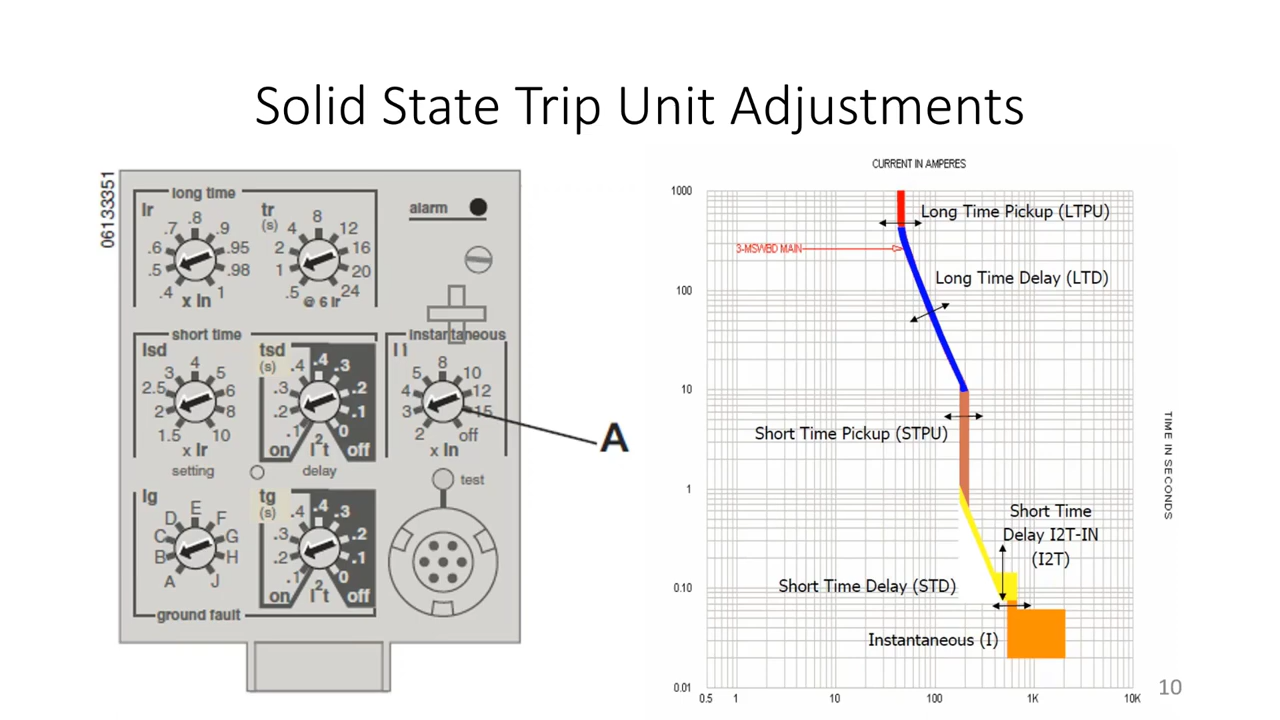 Solid State Trip Unit Adjustments
06133351
long time
Ir
.4 .5 .6 .7 .8 .9 .95 .98 1
x In
tr
(s)
.5 1 2 4 8 12 16 20 24
@ 6 Ir
alarm
short time
Isd
1.5 2 2.5 3 4 5 6 8 10
x Ir
setting
tsd
(s)
.1 .2 .3 .4 .4 .3 .2 .1 0
on I²t off
delay
instantaneous
I1
2 3 4 5 8 10 12 15 off
x In
A
test
Ig
A B C D E F G H J
tg
(s)
.1 .2 .3 .4 .4 .3 .2 .1 0
on I²t off
ground fault
CURRENT IN AMPERES
1000
100
10
1
0.10
0.01
0.5 1 10 100 1K 10K
TIME IN SECONDS
Long Time Pickup (LTPU)
3-MSWBD MAIN
Long Time Delay (LTD)
Short Time Pickup (STPU)
Short Time
Delay I2T-IN
(I2T)
Short Time Delay (STD)
Instantaneous (I)
10